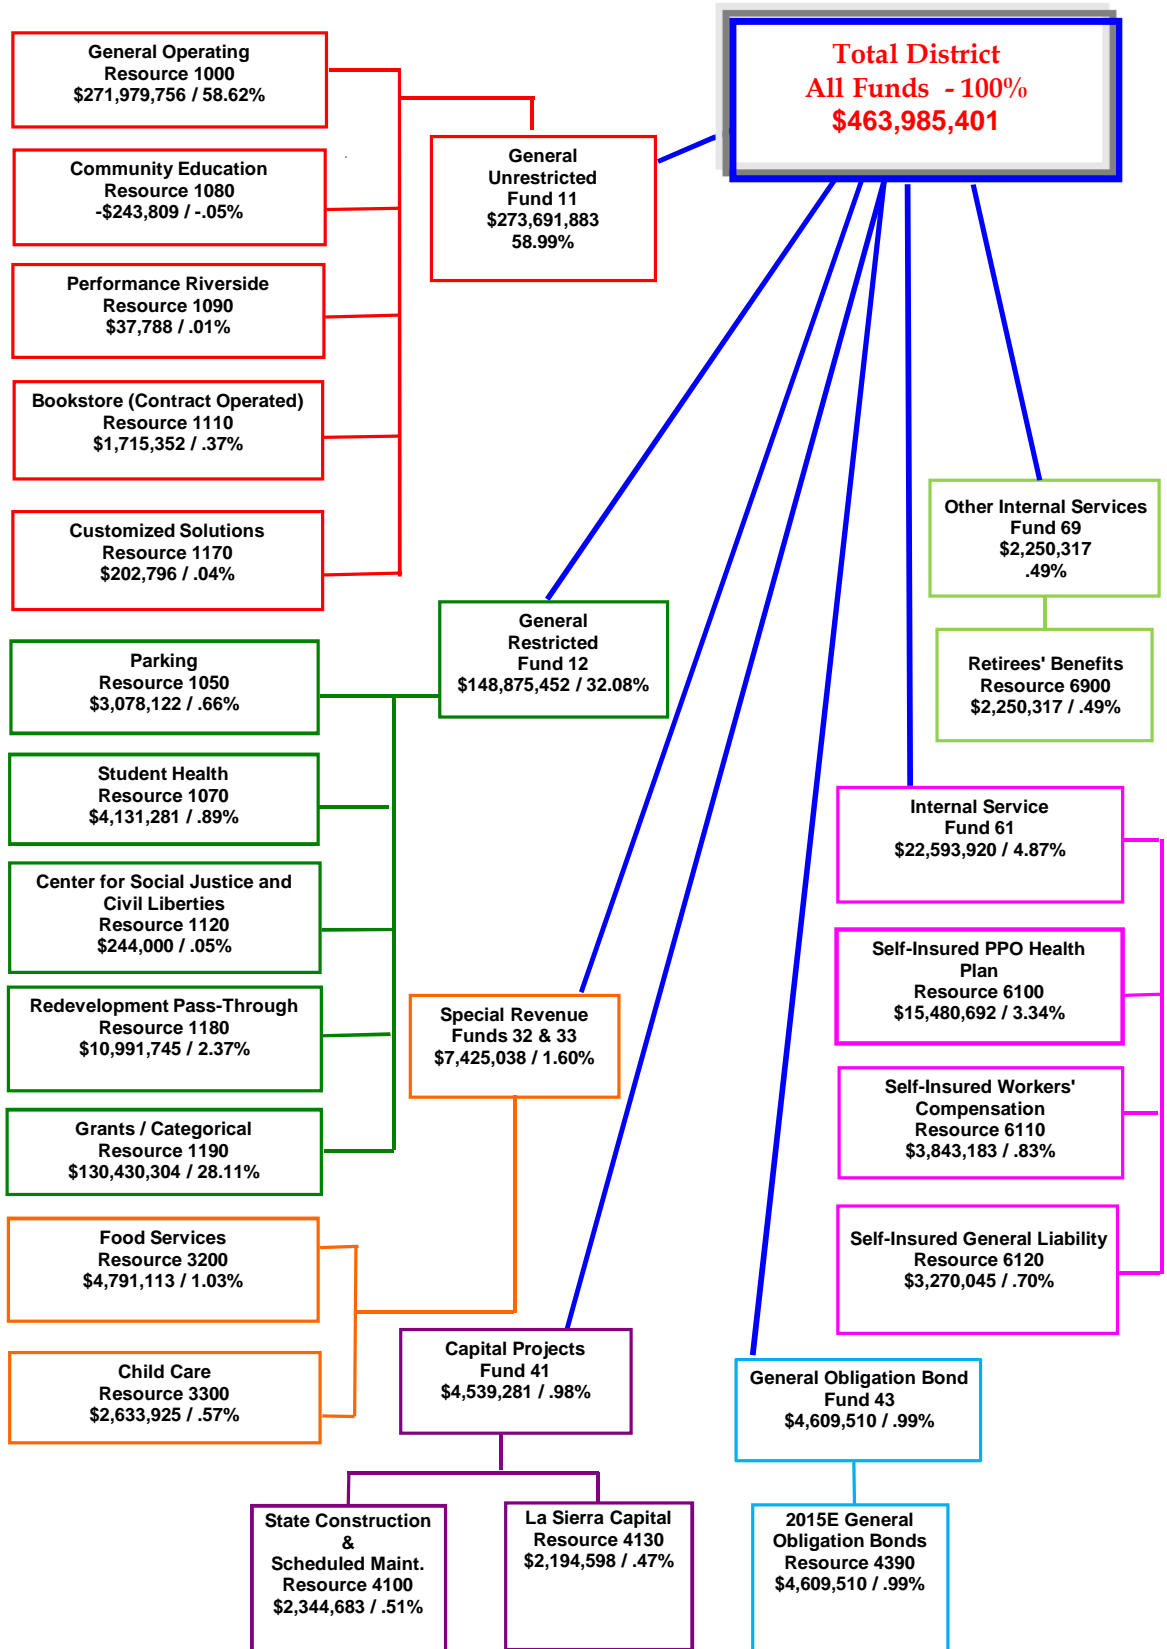 Total District
All Funds  - 100%
$463,985,401
General Operating
Resource 1000
$271,979,756 / 58.62%
Community Education
Resource 1080
-$243,809 / -.05%
Performance Riverside
Resource 1090
$37,788 / .01%
Bookstore (Contract Operated)
Resource 1110
$1,715,352 / .37%
Customized Solutions
Resource 1170
$202,796 / .04%
General
Unrestricted
Fund 11
$273,691,883
58.99%
Other Internal Services
Fund 69
$2,250,317
.49%
Retirees' Benefits
Resource 6900
$2,250,317 / .49%
General
Restricted
Fund 12
$148,875,452 / 32.08%
Parking
Resource 1050
$3,078,122 / .66%
Student Health
Resource 1070
$4,131,281 / .89%
Center for Social Justice and
Civil Liberties
Resource 1120
$244,000 / .05%
Redevelopment Pass-Through
Resource 1180
$10,991,745 / 2.37%
Grants / Categorical
Resource 1190
$130,430,304 / 28.11%
Internal Service
Fund 61
$22,593,920 / 4.87%
Self-Insured PPO Health
Plan
Resource 6100
$15,480,692 / 3.34%
Self-Insured Workers'
Compensation
Resource 6110
$3,843,183 / .83%
Self-Insured General Liability
Resource 6120
$3,270,045 / .70%
Special Revenue
Funds 32 & 33
$7,425,038 / 1.60%
Food Services
Resource 3200
$4,791,113 / 1.03%
Child Care
Resource 3300
$2,633,925 / .57%
Capital Projects
Fund 41
$4,539,281 / .98%
General Obligation Bond
Fund 43
$4,609,510 / .99%
State Construction
&
Scheduled Maint.
Resource 4100
$2,344,683 / .51%
La Sierra Capital
Resource 4130
$2,194,598 / .47%
2015E General
Obligation Bonds
Resource 4390
$4,609,510 / .99%